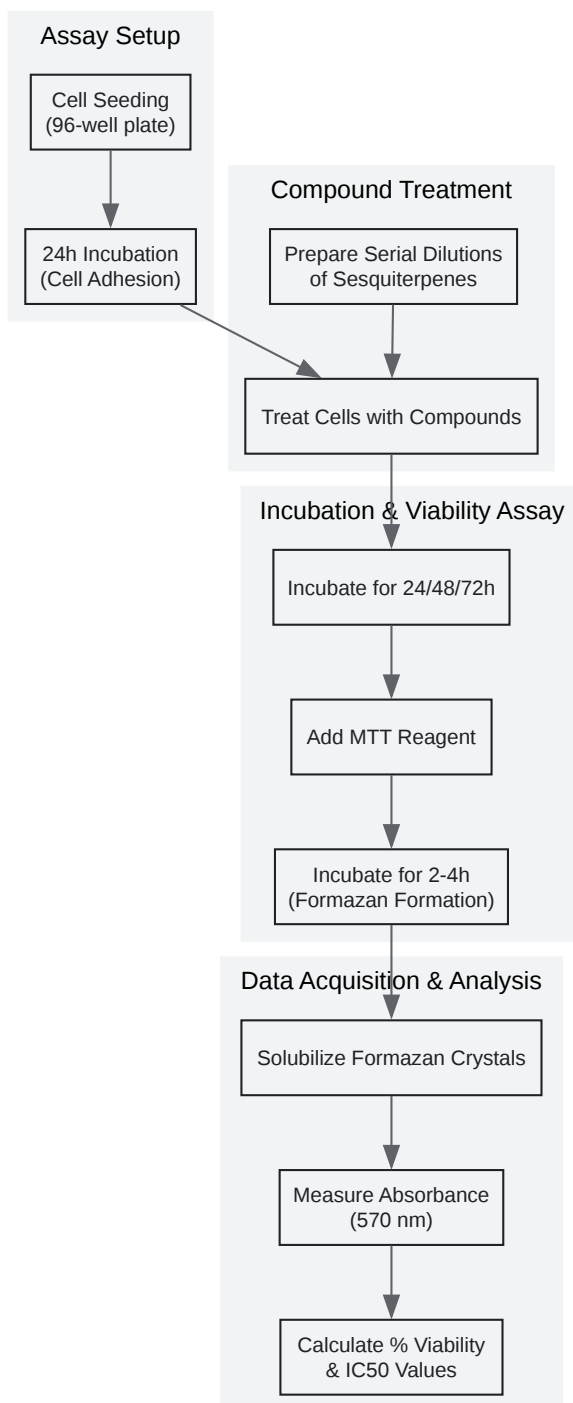 Assay Setup
Cell Seeding
(96-well plate)
24h Incubation
(Cell Adhesion)
Compound Treatment
Prepare Serial Dilutions
of Sesquiterpenes
Treat Cells with Compounds
Incubation & Viability Assay
Incubate for 24/48/72h
Add MTT Reagent
Incubate for 2-4h
(Formazan Formation)
Data Acquisition & Analysis
Solubilize Formazan Crystals
Measure Absorbance
(570 nm)
Calculate % Viability
& IC50 Values